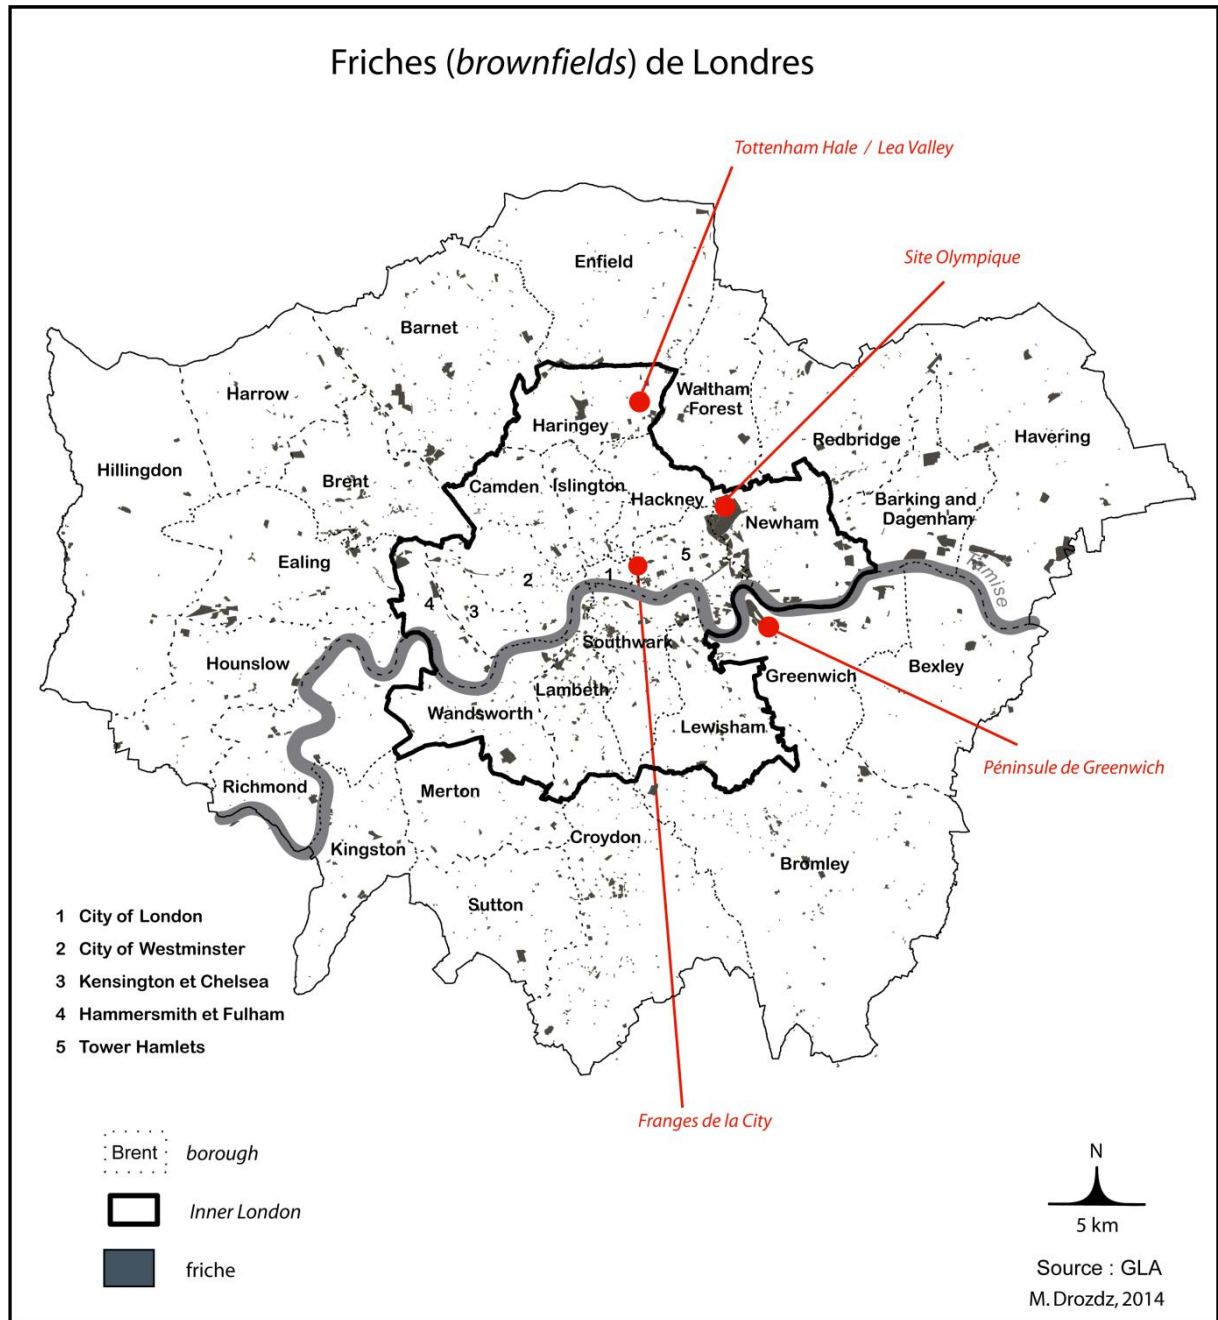 Friches (brownfields) de Londres
Tottenham Hale / Lea Valley
Site Olympique
Enfield
Barnet
Harrow
Waltham
Forest
Haringey
Redbridge
Havering
Hillingdon
Brent
Camden
Islington
Hackney
Barking and
Dagenham
Newham
Ealing
5
2
1
4
3
Tamise
Southwark
Hounslow
Greenwich
Bexley
Lambeth
Wandsworth
Lewisham
Péninsule de Greenwich
Richmond
Merton
Croydon
Kingston
Bromley
Sutton
1 City of London
2 City of Westminster
3 Kensington et Chelsea
4 Hammersmith et Fulham
5 Tower Hamlets
Franges de la City
Brent borough
Inner London
friche
N
5 km
Source : GLA
M. Drozdz, 2014